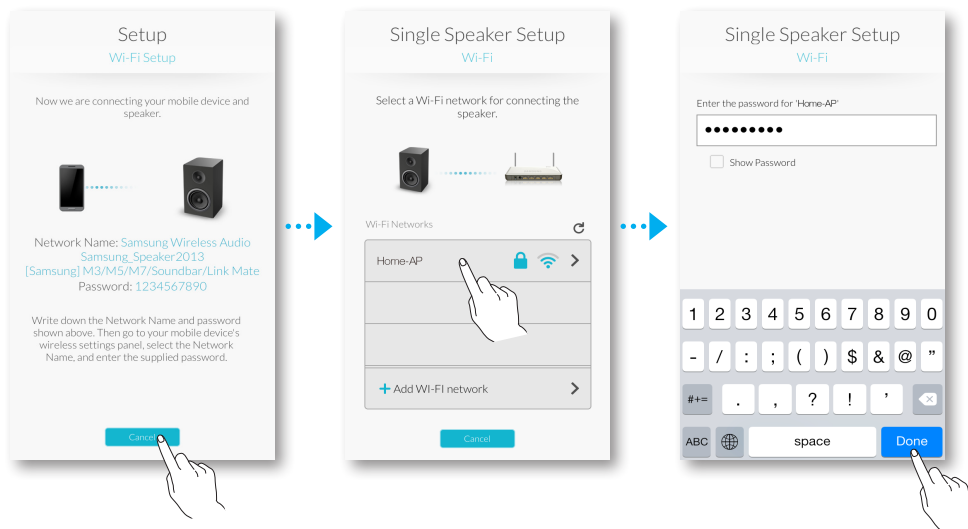 Setup
Wi-Fi Setup
Now we are connecting your mobile device and
speaker.
Network Name: Samsung Wireless Audio
Samsung_Speaker2013
[Samsung] M3/M5/M7/Soundbar/Link Mate
Password: 1234567890
Write down the Network Name and password
shown above. Then go to your mobile device's
wireless settings panel, select the Network
Name, and enter the supplied password.
Cancel
Single Speaker Setup
Wi-Fi
Select a Wi-Fi network for connecting the
speaker.
Wi-Fi Networks
Home-AP
+ Add WI-FI network
Cancel
Single Speaker Setup
Wi-Fi
Enter the password for 'Home-AP'
•••••••••
Show Password
1 2 3 4 5 6 7 8 9 0
- / : ; ( ) $ & @ ”
#+= . , ? ! ’
ABC space Done